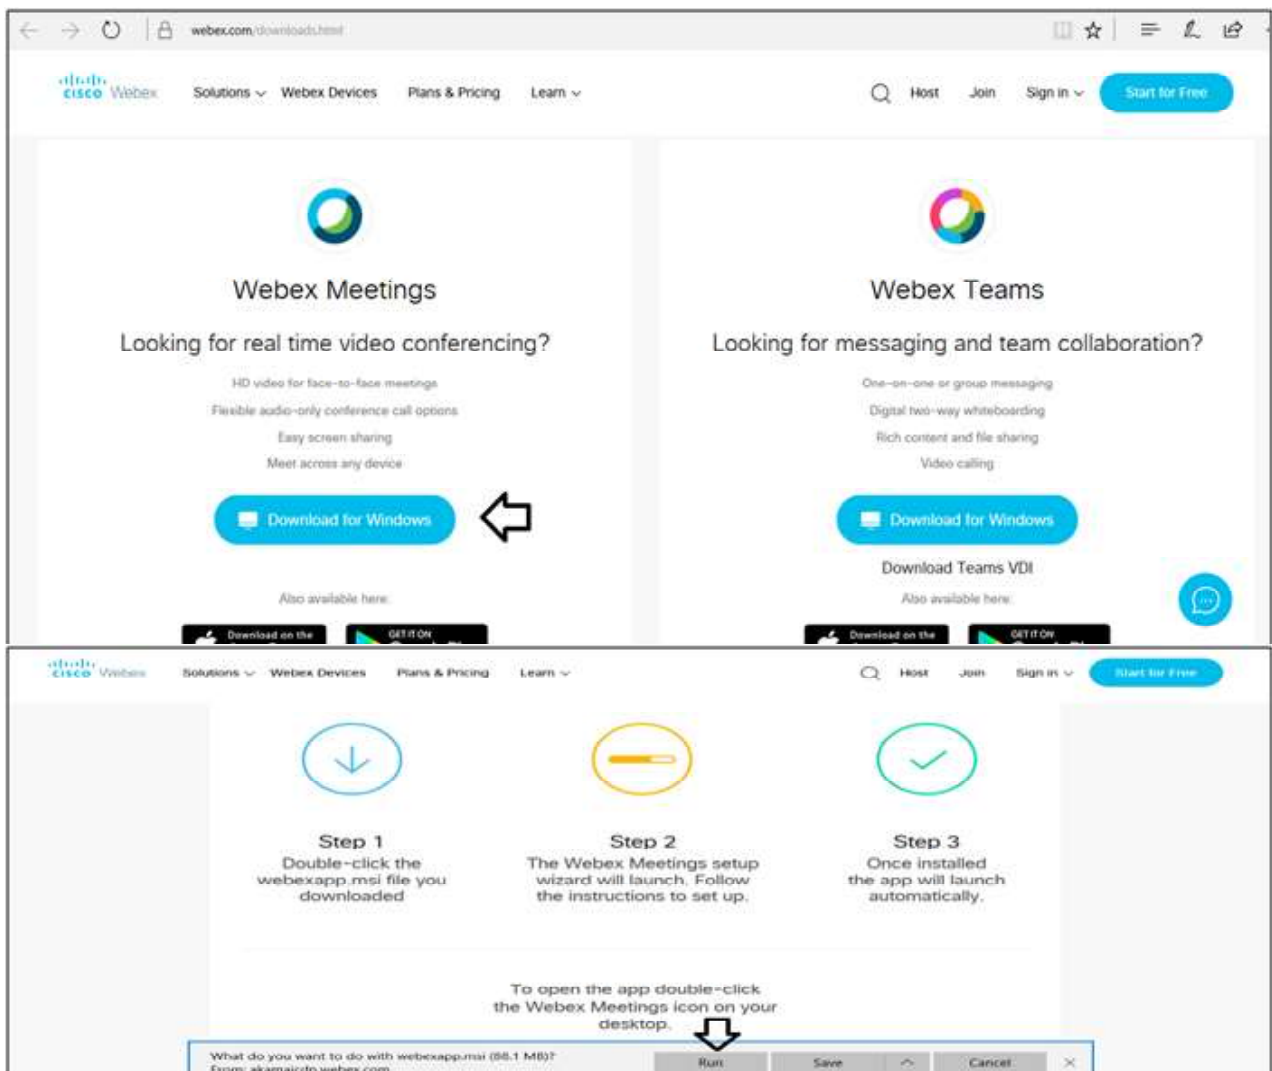 webex.com/downloads.html
cisco Webex Solutions Webex Devices Plans & Pricing Learn Host Join Sign in Start for Free
Webex Meetings
Looking for real time video conferencing?
HD video for face-to-face meetings
Flexible audio-only conference call options
Easy screen sharing
Meet across any device
Download for Windows
Also available here:
Download on the
GET IT ON
Webex Teams
Looking for messaging and team collaboration?
One-on-one or group messaging
Digital two-way whiteboarding
Rich content and file sharing
Video calling
Download for Windows
Download Teams VDI
Also available here:
Download on the
GET IT ON
cisco Webex Solutions Webex Devices Plans & Pricing Learn Host Join Sign in Start for Free
Step 1
Double-click the
webexapp.msi file you
downloaded
Step 2
The Webex Meetings setup
wizard will launch. Follow
the instructions to set up.
Step 3
Once installed
the app will launch
automatically.
To open the app double-click
the Webex Meetings icon on your
desktop.
What do you want to do with webexapp.msi (66.1 MB)?
From: akamaicdn.webex.com
Run Save Cancel